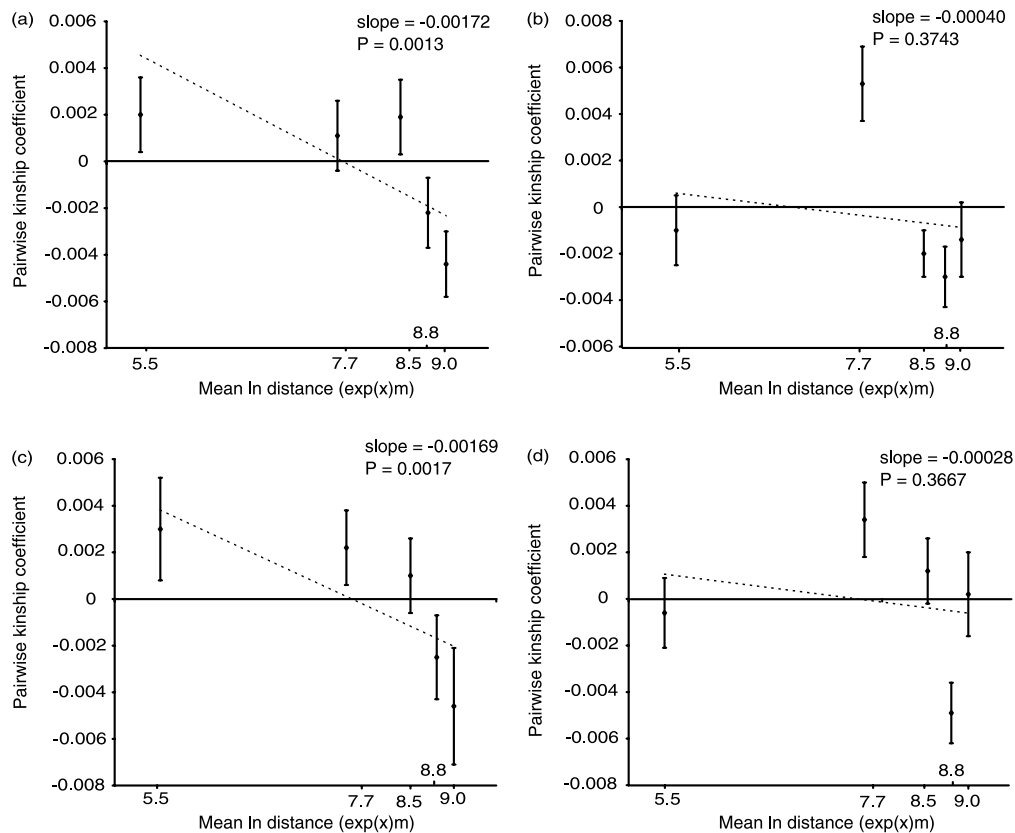 (a)
slope = -0.00172
P = 0.0013
Pairwise kinship coefficient
0.006
0.004
0.002
0
-0.002
-0.004
-0.006
-0.008
8.8
5.5 7.7 8.5 9.0
Mean ln distance (exp(x)m)
(b)
slope = -0.00040
P = 0.3743
Pairwise kinship coefficient
0.008
0.006
0.004
0.002
0
-0.002
-0.004
-0.006
8.8
5.5 7.7 8.5 9.0
Mean ln distance (exp(x)m)
(c)
slope = -0.00169
P = 0.0017
Pairwise kinship coefficient
0.006
0.004
0.002
0
-0.002
-0.004
-0.006
-0.008
8.8
5.5 7.7 8.5 9.0
Mean ln distance (exp(x)m)
(d)
slope = -0.00028
P = 0.3667
Pairwise kinship coefficient
0.006
0.004
0.002
0
-0.002
-0.004
-0.006
-0.008
8.8
5.5 7.7 8.5 9.0
Mean ln distance (exp(x)m)